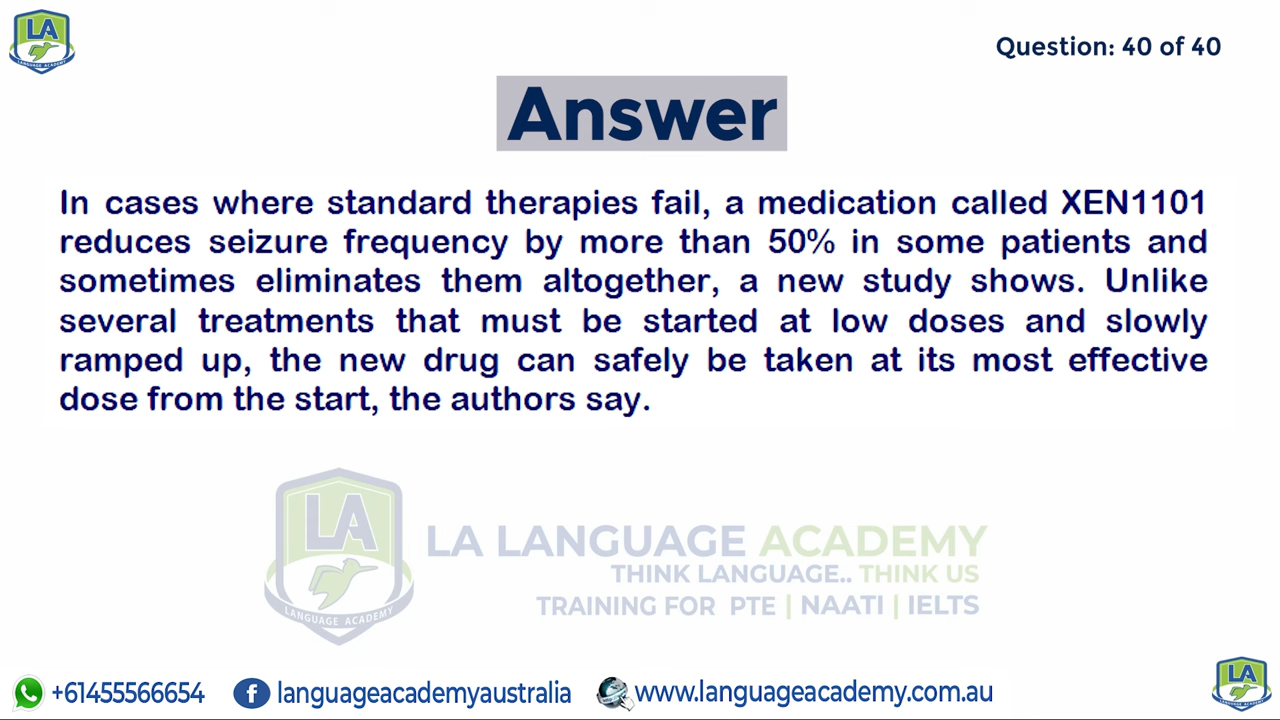 LA
LANGUAGE ACADEMY
Question: 40 of 40
Answer
In cases where standard therapies fail, a medication called XEN1101
reduces seizure frequency by more than 50% in some patients and
sometimes eliminates them altogether, a new study shows. Unlike
several treatments that must be started at low doses and slowly
ramped up, the new drug can safely be taken at its most effective
dose from the start, the authors say.
LA
LANGUAGE ACADEMY
LA LANGUAGE ACADEMY
THINK LANGUAGE.. THINK US
TRAINING FOR PTE | NAATI | IELTS
+61455566654
languageacademyaustralia
www.languageacademy.com.au
LA
LANGUAGE ACADEMY